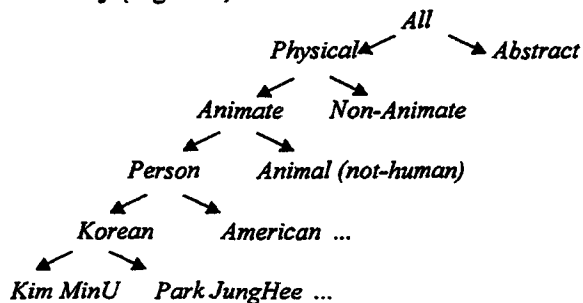 All
Physical Abstract
Animate Non-Animate
Person Animal (not-human)
Korean American ...
Kim MinU Park JungHee ...